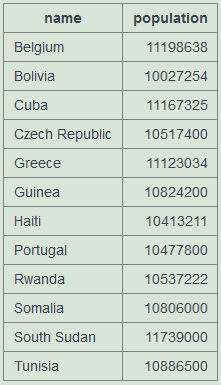 name population
Belgium 11198638
Bolivia 10027254
Cuba 11167325
Czech Republic 10517400
Greece 11123034
Guinea 10824200
Haiti 10413211
Portugal 10477800
Rwanda 10537222
Somalia 10806000
South Sudan 11739000
Tunisia 10886500